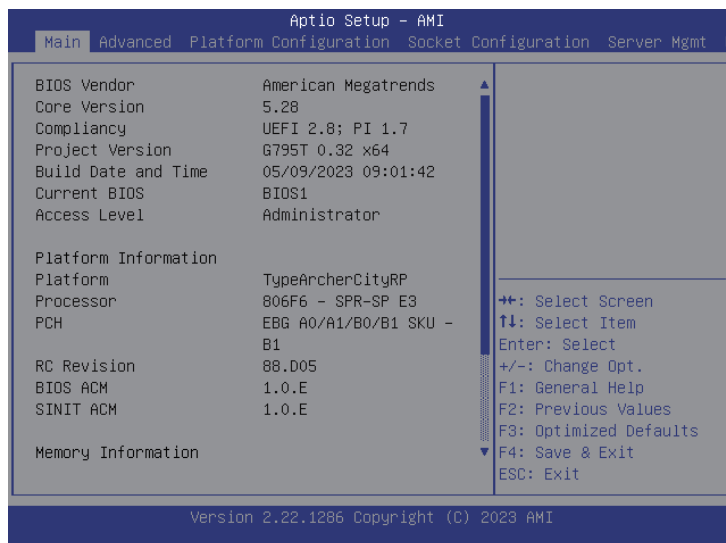 Aptio Setup – AMI
Main Advanced Platform Configuration Socket Configuration Server Mgmt
BIOS Vendor American Megatrends
Core Version 5.28
Compliancy UEFI 2.8; PI 1.7
Project Version G795T 0.32 x64
Build Date and Time 05/09/2023 09:01:42
Current BIOS BIOS1
Access Level Administrator
Platform Information
Platform TypeArcherCityRP
Processor 806F6 - SPR-SP E3
PCH EBG A0/A1/B0/B1 SKU -
B1
RC Revision 88.D05
BIOS ACM 1.0.E
SINIT ACM 1.0.E
Memory Information
→←: Select Screen
↑↓: Select Item
Enter: Select
+/-: Change Opt.
F1: General Help
F2: Previous Values
F3: Optimized Defaults
F4: Save & Exit
ESC: Exit
Version 2.22.1286 Copyright (C) 2023 AMI